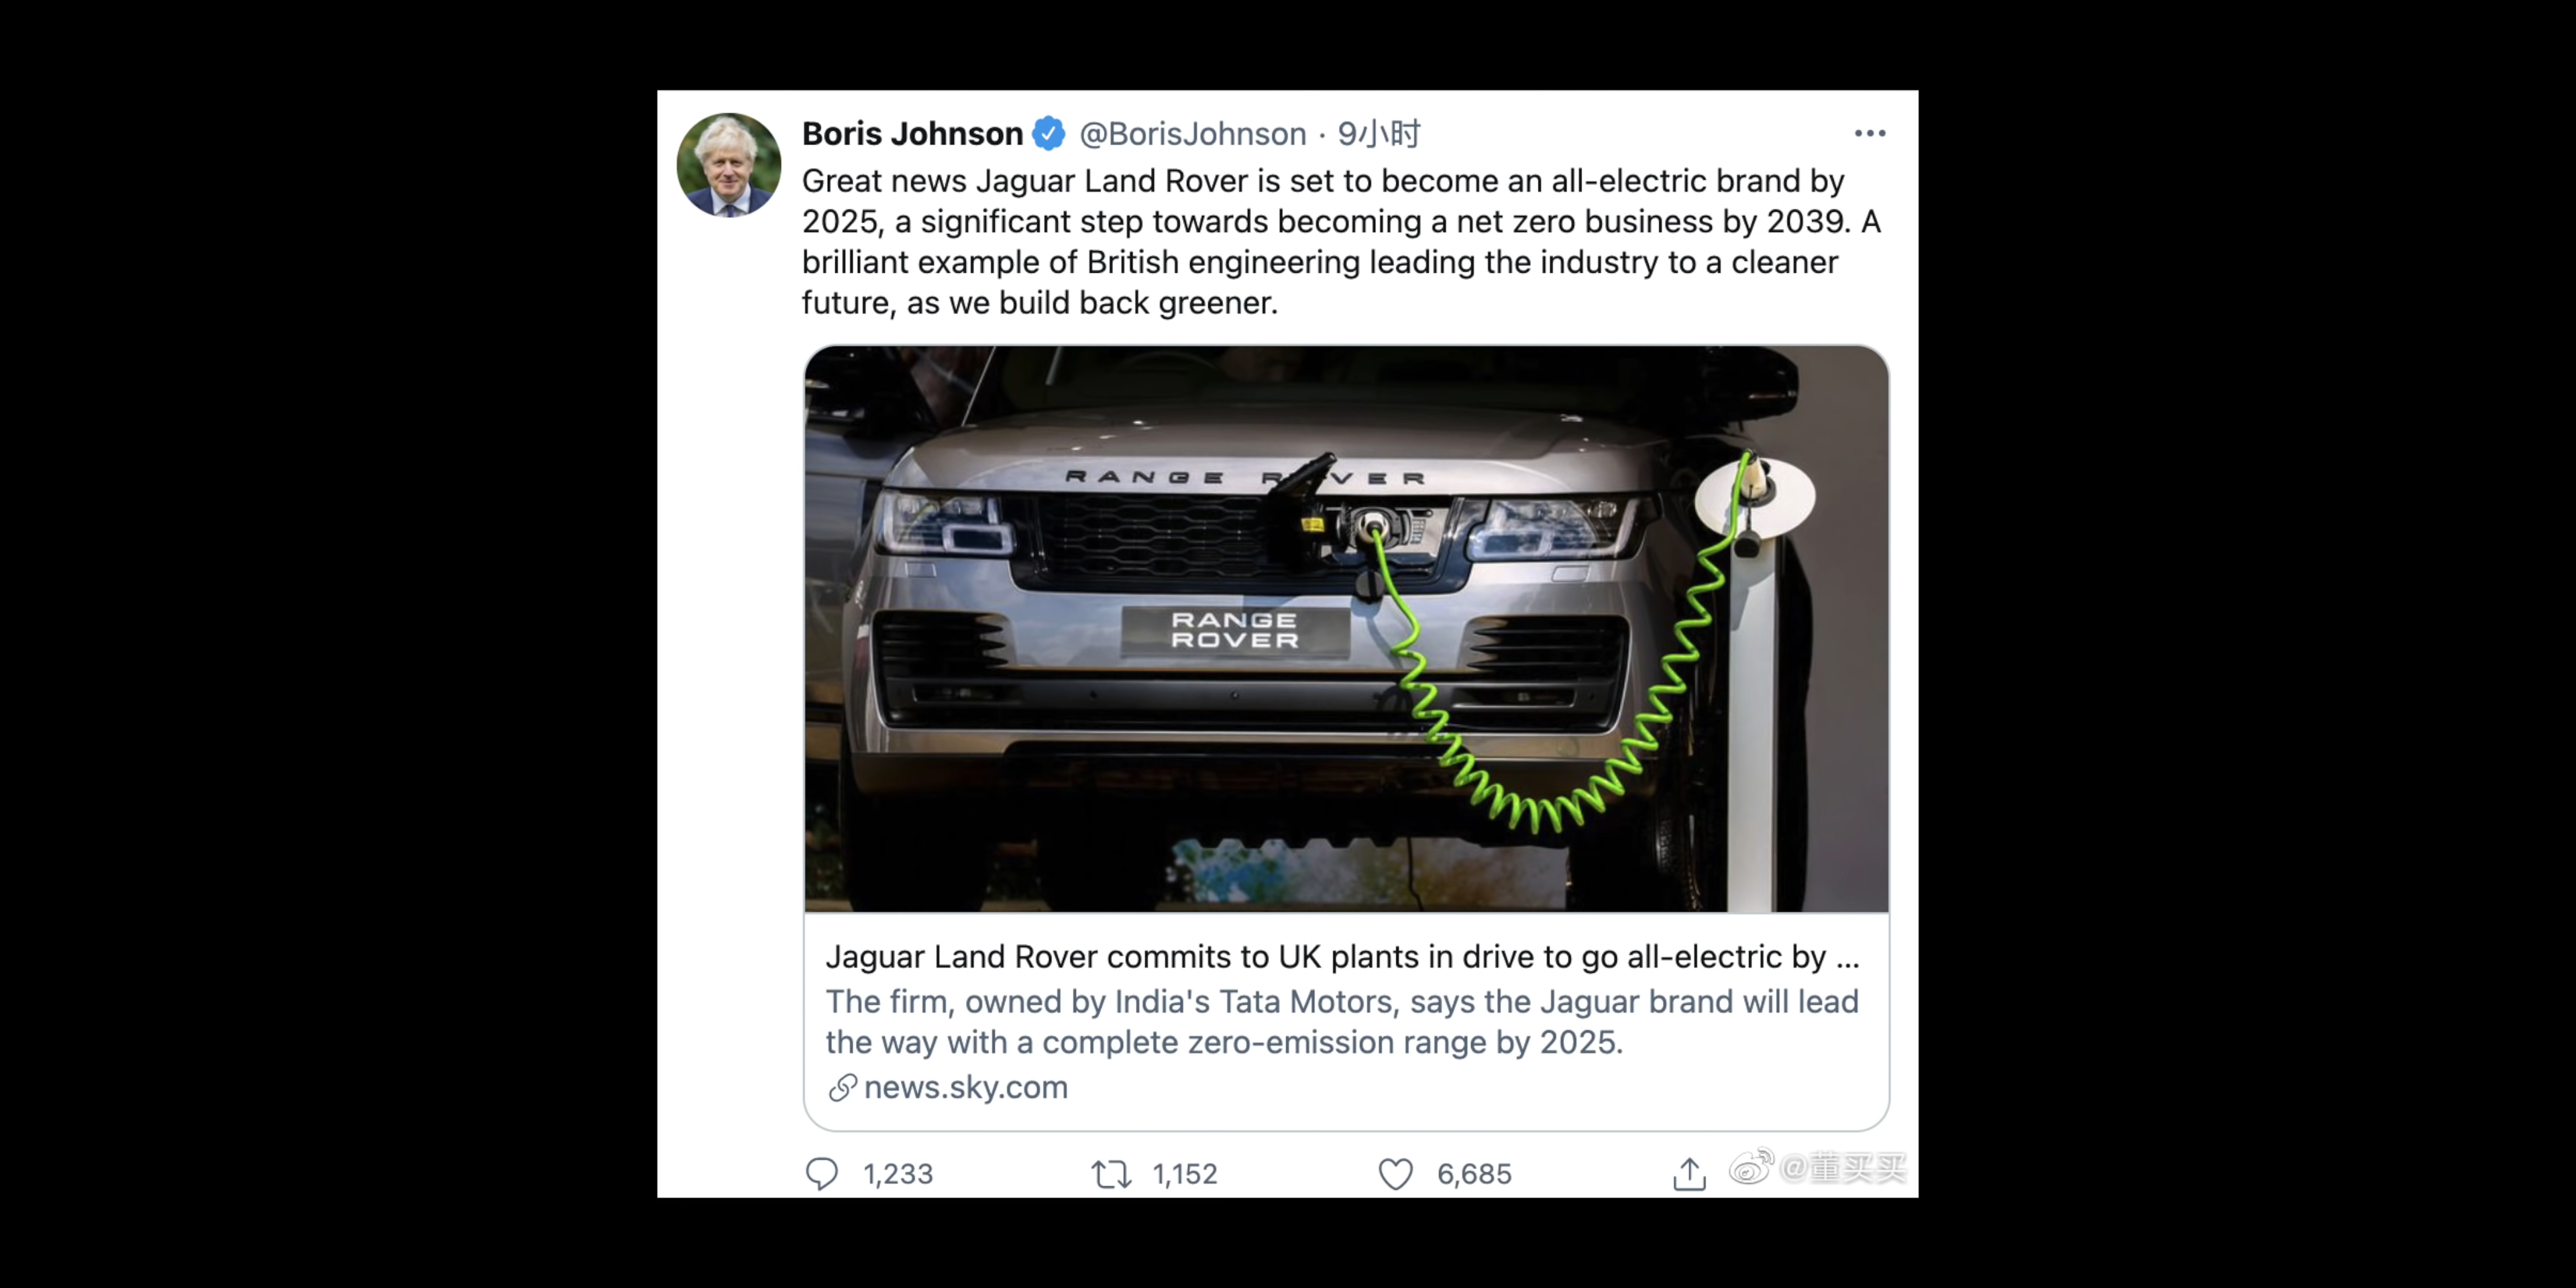 Boris Johnson @BorisJohnson · 9小时
Great news Jaguar Land Rover is set to become an all-electric brand by
2025, a significant step towards becoming a net zero business by 2039. A
brilliant example of British engineering leading the industry to a cleaner
future, as we build back greener.
RANGE ROVER
RANGE
ROVER
Jaguar Land Rover commits to UK plants in drive to go all-electric by ...
The firm, owned by India's Tata Motors, says the Jaguar brand will lead
the way with a complete zero-emission range by 2025.
news.sky.com
1,233 1,152 6,685
@董买买